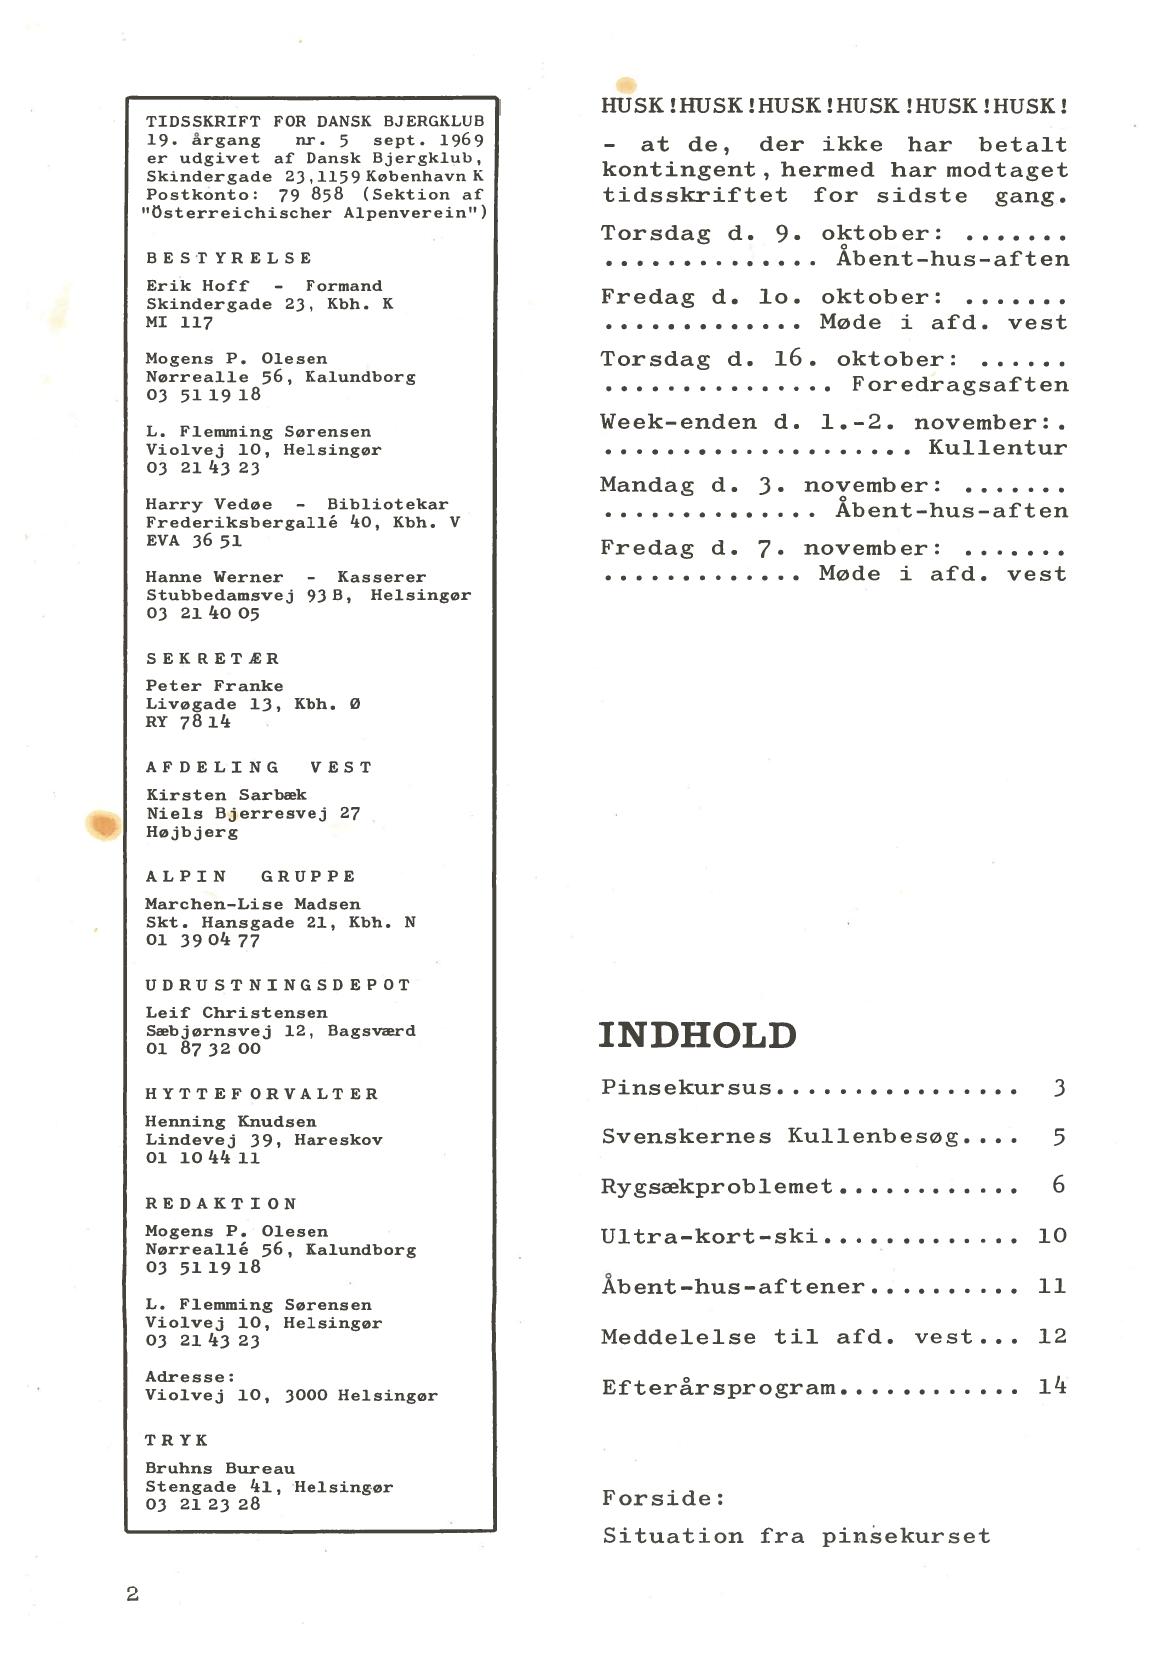 TIDSSKRIFT FOR DANSK BJERGKLUB
19. årgang nr. 5 sept. 1969
er udgivet af Dansk Bjergklub,
Skindergade 23,1159 København K
Postkonto: 79 858 (Sektion af
"Österreichischer Alpenverein")
BESTYRELSE
Erik Hoff - Formand
Skindergade 23, Kbh. K
MI 117
Mogens P. Olesen
Nørrealle 56, Kalundborg
03 51 19 18
L. Flemming Sørensen
Violvej 10, Helsingør
03 21 43 23
Harry Vedøe - Bibliotekar
Frederiksbergallé 40, Kbh. V
EVA 36 51
Hanne Werner - Kasserer
Stubbedamsvej 93 B, Helsingør
03 21 40 05
SEKRETÆR
Peter Franke
Livøgade 13, Kbh. Ø
RY 78 14
AFDELING VEST
Kirsten Sarbæk
Niels Bjerresvej 27
Højbjerg
ALPIN GRUPPE
Marchen-Lise Madsen
Skt. Hansgade 21, Kbh. N
01 39 04 77
UDRUSTNINGSDEPOT
Leif Christensen
Sæbjørnsvej 12, Bagsværd
01 87 32 00
HYTTEFORVALTER
Henning Knudsen
Lindevej 39, Hareskov
01 10 44 11
REDAKTION
Mogens P. Olesen
Nørreallé 56, Kalundborg
03 51 19 18
L. Flemming Sørensen
Violvej 10, Helsingør
03 21 43 23
Adresse:
Violvej 10, 3000 Helsingør
TRYK
Bruhns Bureau
Stengade 41, Helsingør
03 21 23 28
2
HUSK!HUSK!HUSK!HUSK!HUSK!HUSK!
- at de, der ikke har betalt
kontingent, hermed har modtaget
tidsskriftet for sidste gang.
Torsdag d. 9. oktober: .......
.............. Åbent-hus-aften
Fredag d. lo. oktober: .......
............. Møde i afd. vest
Torsdag d. 16. oktober: ......
............... Foredragsaften
Week-enden d. 1.-2. november:.
.................... Kullentur
Mandag d. 3. november: .......
.............. Åbent-hus-aften
Fredag d. 7. november: .......
............. Møde i afd. vest
INDHOLD
Pinsekursus................ 3
Svenskernes Kullenbesøg.... 5
Rygsækproblemet............ 6
Ultra-kort-ski............. 10
Åbent-hus-aftener.......... 11
Meddelelse til afd. vest... 12
Efterårsprogram............ 14
Forside:
Situation fra pinsekurset